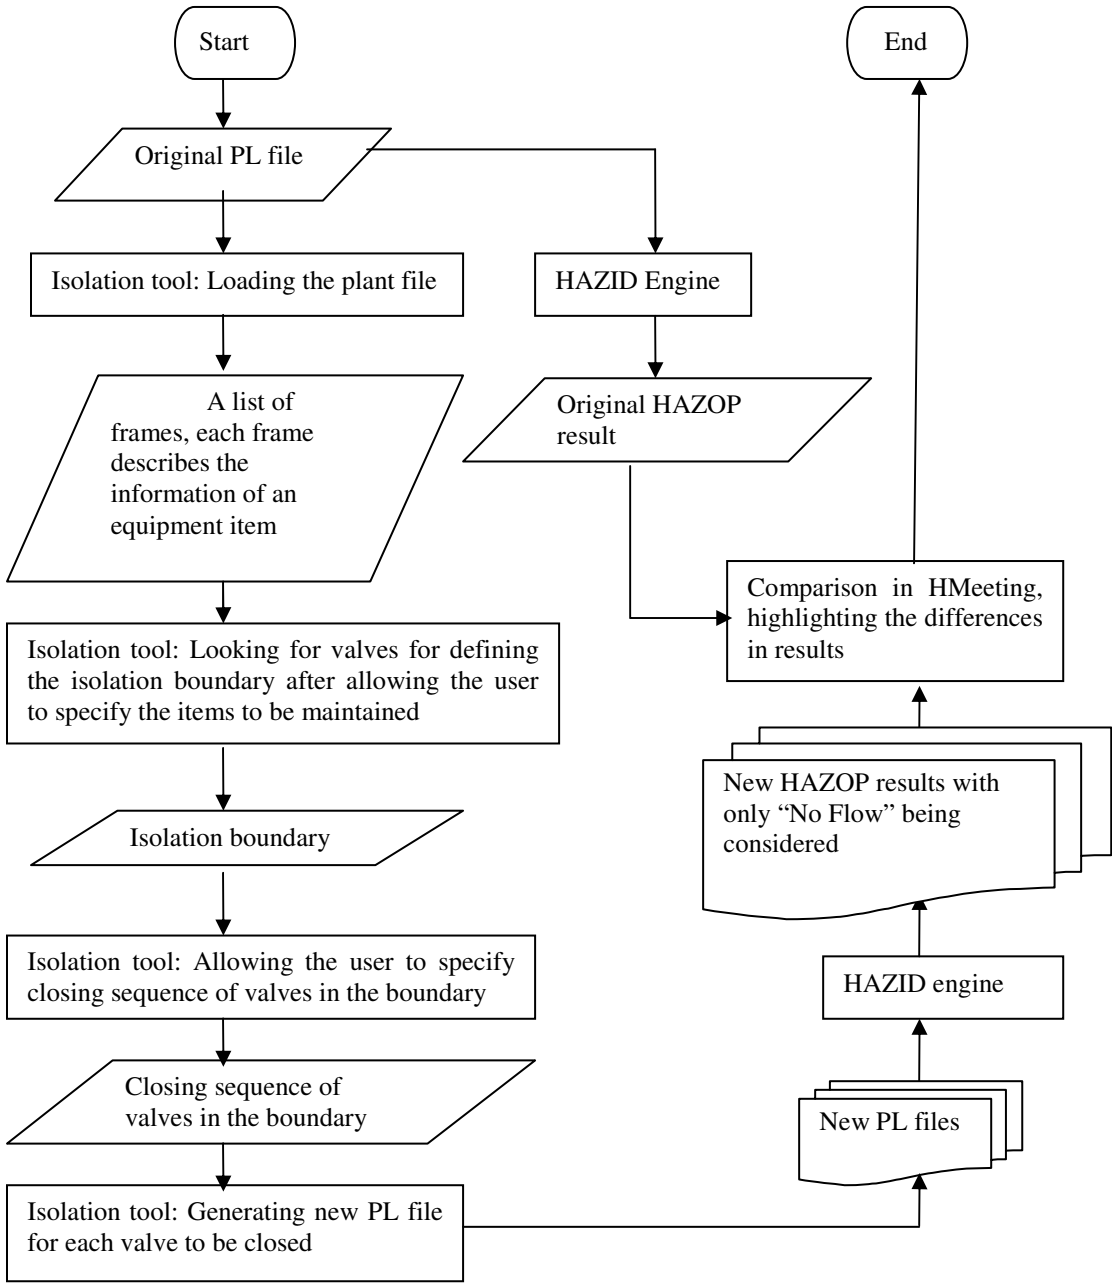 Start
End
Original PL file
Isolation tool: Loading the plant file
HAZID Engine
A list of
frames, each frame
describes the
information of an
equipment item
Original HAZOP
result
Comparison in HMeeting,
highlighting the differences
in results
Isolation tool: Looking for valves for defining
the isolation boundary after allowing the user
to specify the items to be maintained
New HAZOP results with
only “No Flow” being
considered
Isolation boundary
Isolation tool: Allowing the user to specify
closing sequence of valves in the boundary
HAZID engine
Closing sequence of
valves in the boundary
New PL files
Isolation tool: Generating new PL file
for each valve to be closed